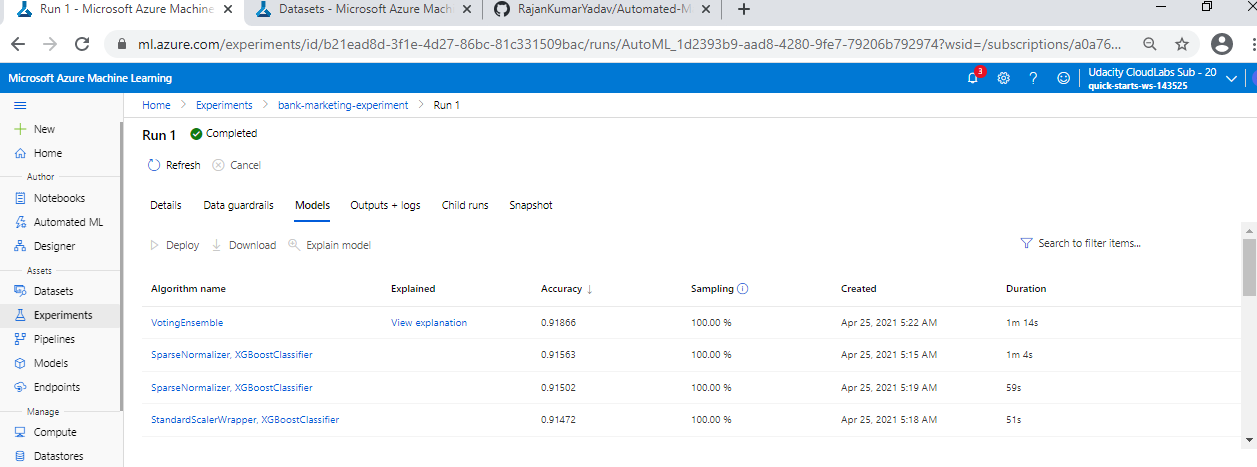 Run 1 - Microsoft Azure Machine
Datasets - Microsoft Azure Machi
RajanKumarYadav/Automated-M
ml.azure.com/experiments/id/b21ead8d-3f1e-4d27-86bc-81c331509bac/runs/AutoML_1d2393b9-aad8-4280-9fe7-79206b792974?wsid=/subscriptions/a0a76...
Microsoft Azure Machine Learning
3
Udacity CloudLabs Sub - 20
quick-starts-ws-143525
New
Home
Author
Notebooks
Automated ML
Designer
Assets
Datasets
Experiments
Pipelines
Models
Endpoints
Manage
Compute
Datastores
Home > Experiments > bank-marketing-experiment > Run 1
Run 1 Completed
Refresh Cancel
Details Data guardrails Models Outputs + logs Child runs Snapshot
Deploy Download Explain model Search to filter items...
Algorithm name Explained Accuracy ↓ Sampling Created Duration
VotingEnsemble View explanation 0.91866 100.00 % Apr 25, 2021 5:22 AM 1m 14s
SparseNormalizer, XGBoostClassifier 0.91563 100.00 % Apr 25, 2021 5:15 AM 1m 4s
SparseNormalizer, XGBoostClassifier 0.91502 100.00 % Apr 25, 2021 5:19 AM 59s
StandardScalerWrapper, XGBoostClassifier 0.91472 100.00 % Apr 25, 2021 5:18 AM 51s